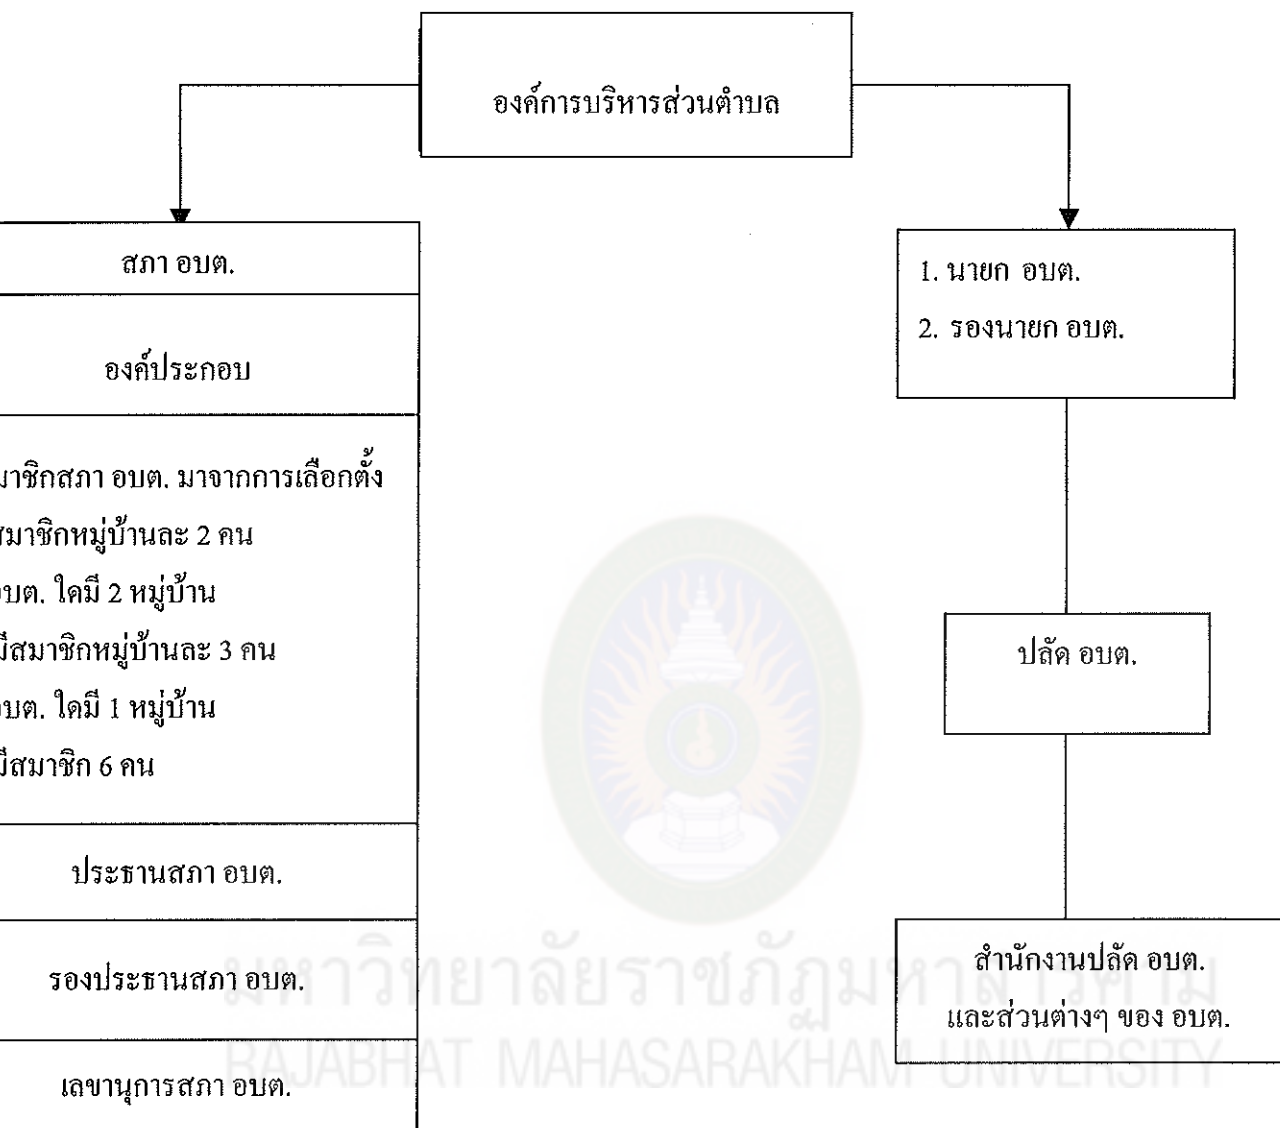 องค์การบริหารส่วนตำบล
สภา อบต.
องค์ประกอบ
มาชิกสภา อบต. มาจากการเลือกตั้ง
สมาชิกหมู่บ้านละ 2 คน
อบต. ใดมี 2 หมู่บ้าน
มีสมาชิกหมู่บ้านละ 3 คน
อบต. ใดมี 1 หมู่บ้าน
มีสมาชิก 6 คน
ประธานสภา อบต.
รองประธานสภา อบต.
เลขานุการสภา อบต.
1. นายก อบต.
2. รองนายก อบต.
ปลัด อบต.
สำนักงานปลัด อบต.
และส่วนต่างๆ ของ อบต.
มหาวิทยาลัยราชภัฏมหาสารคาม
RAJABHAT MAHASARAKHAM UNIVERSITY